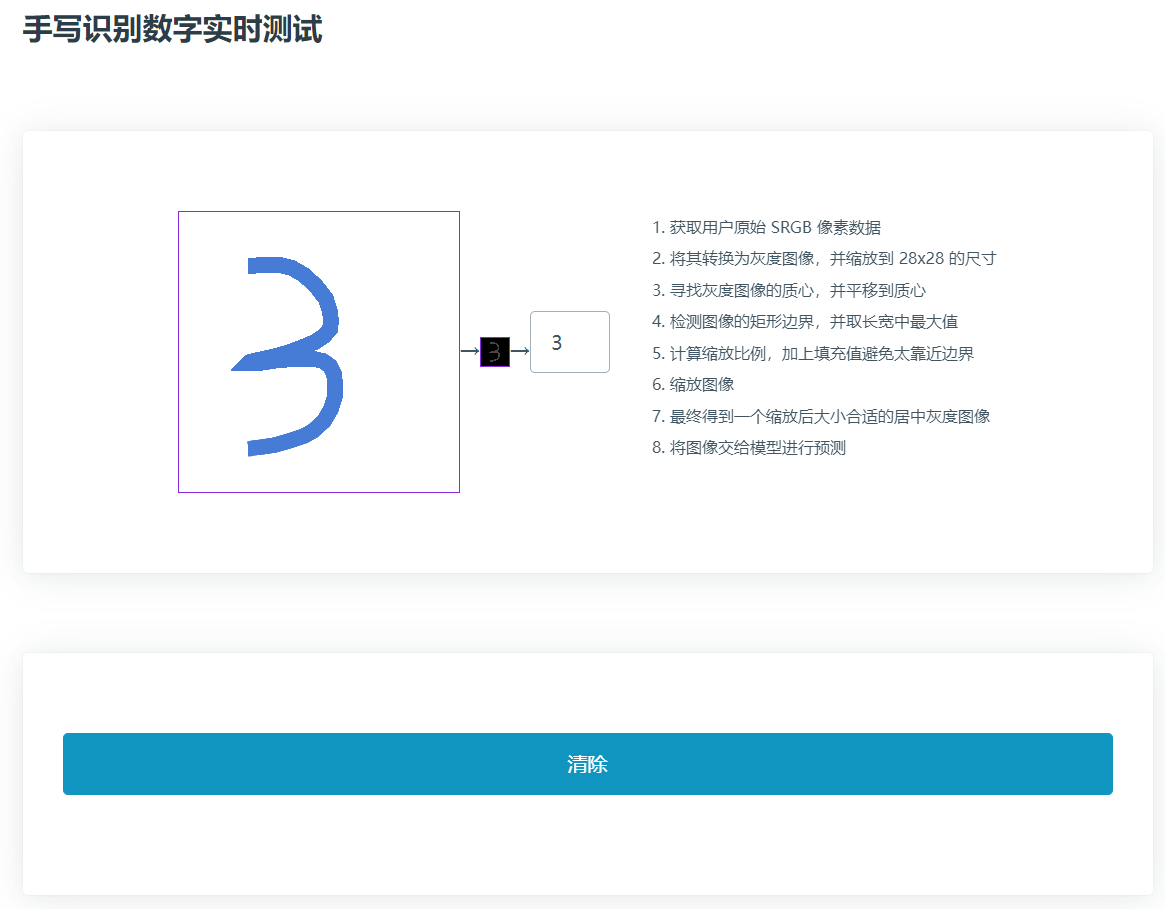 手写识别数字实时测试
3
3
3
1. 获取用户原始 SRGB 像素数据
2. 将其转换为灰度图像，并缩放到 28x28 的尺寸
3. 寻找灰度图像的质心，并平移到质心
4. 检测图像的矩形边界，并取长宽中最大值
5. 计算缩放比例，加上填充值避免太靠近边界
6. 缩放图像
7. 最终得到一个缩放后大小合适的居中灰度图像
8. 将图像交给模型进行预测
清除